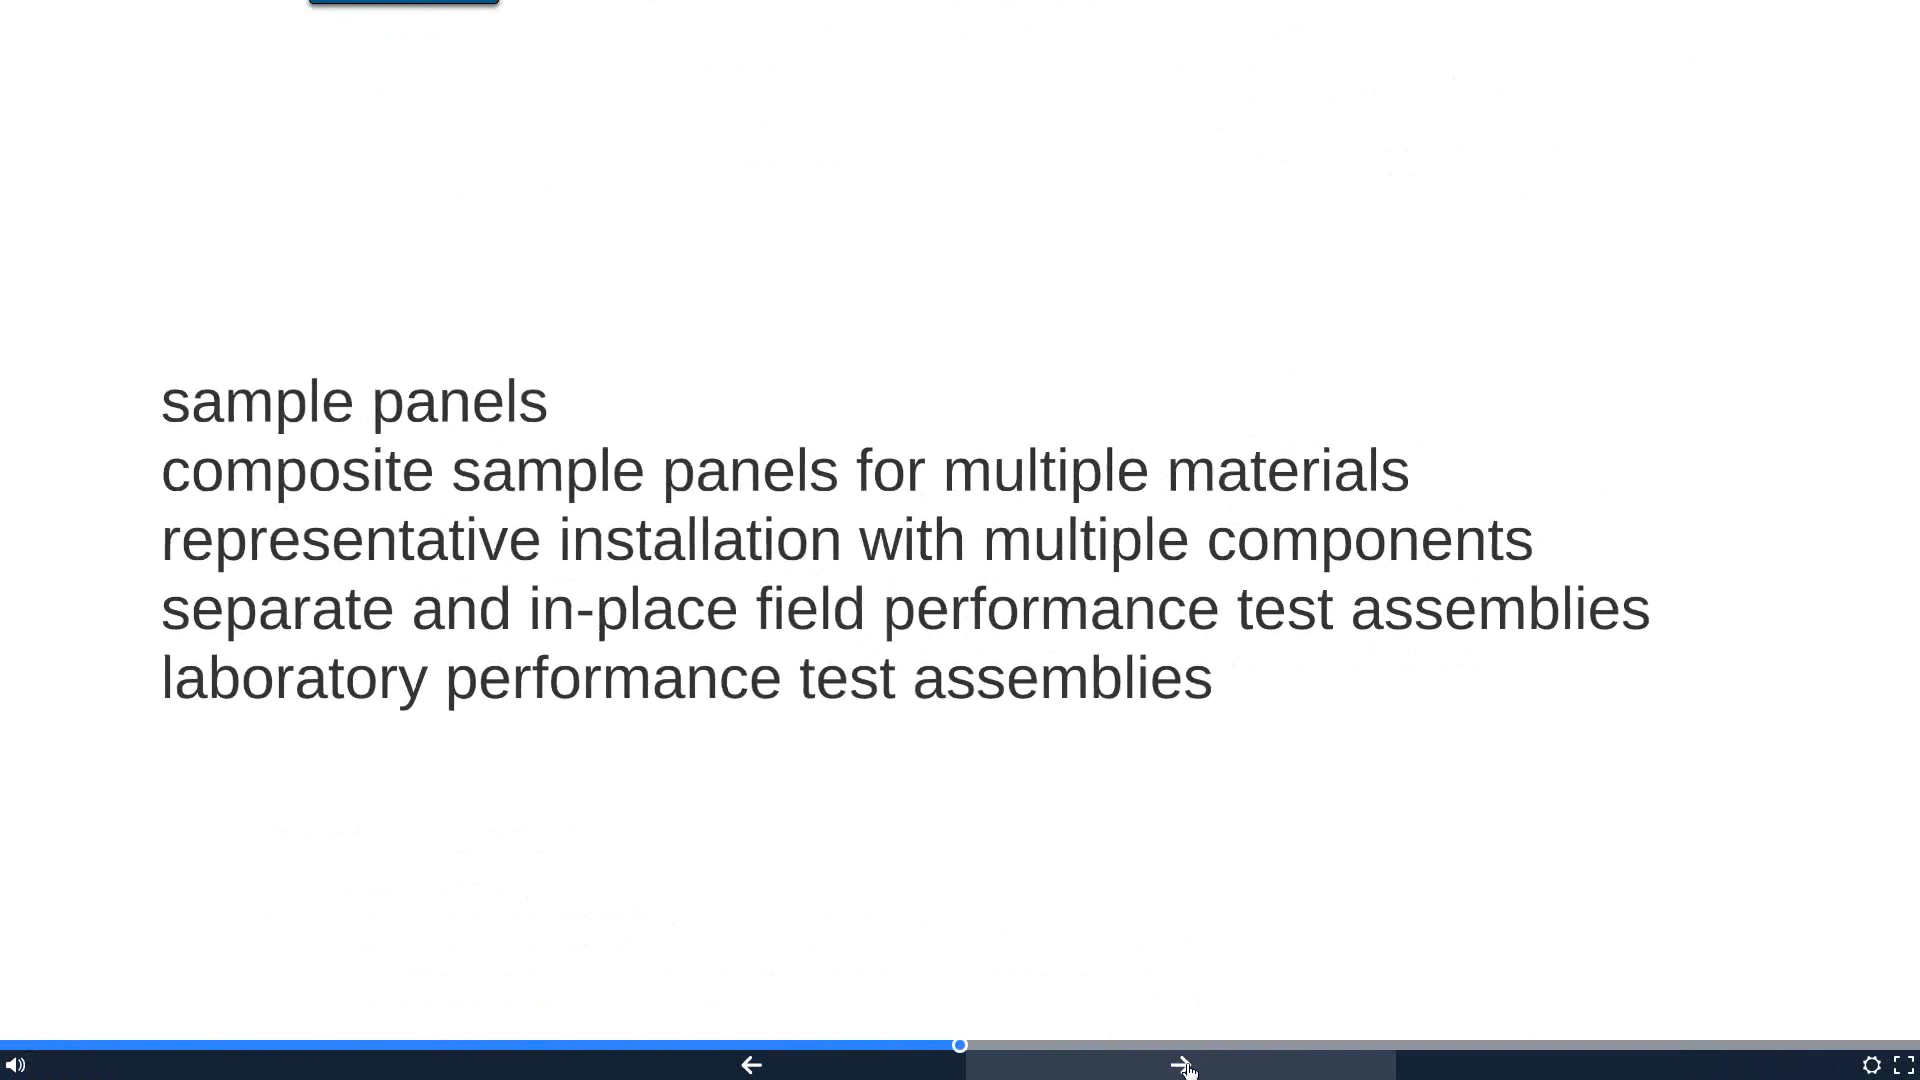 sample panels
composite sample panels for multiple materials
representative installation with multiple components
separate and in-place field performance test assemblies
laboratory performance test assemblies